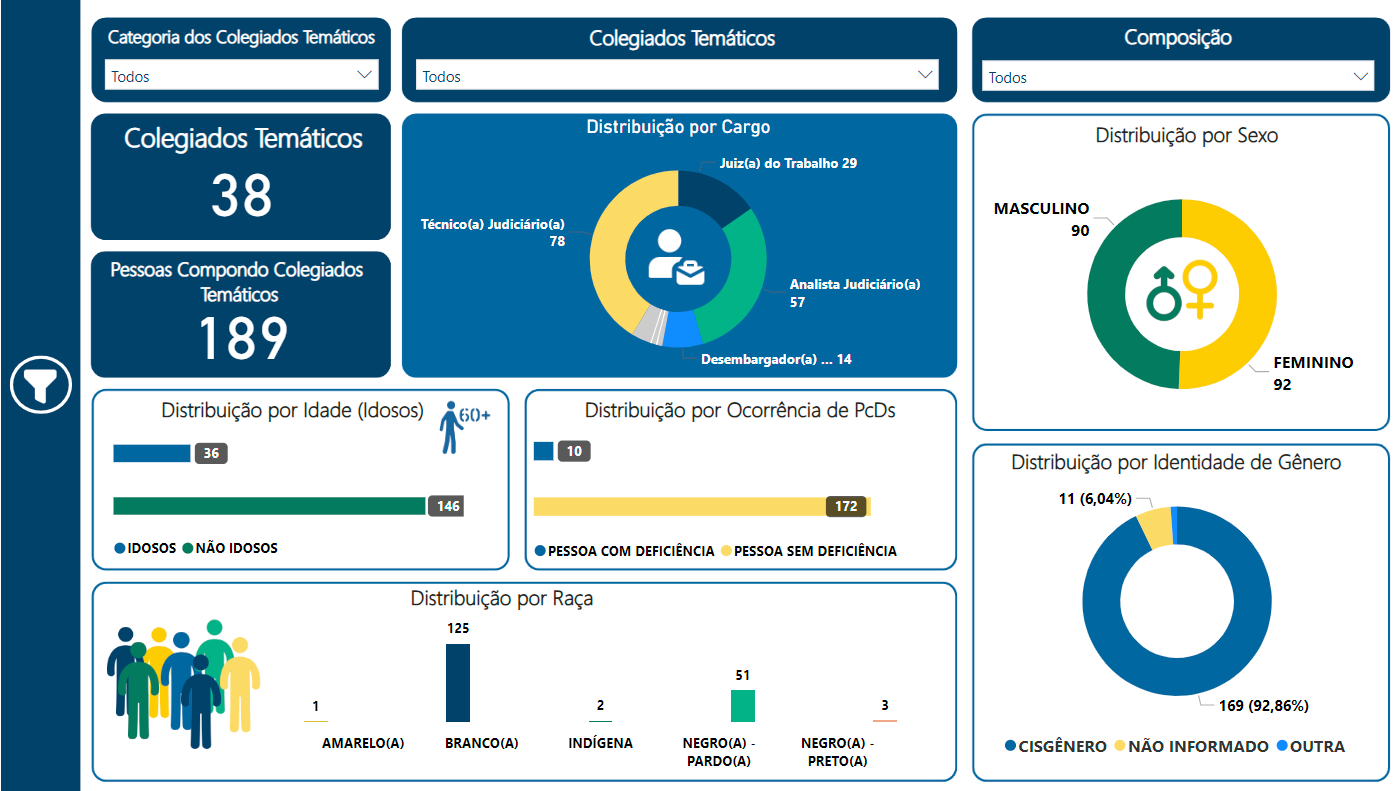 Categoria dos Colegiados Temáticos
Todos
Colegiados Temáticos
Todos
Composição
Todos
Colegiados Temáticos
38
Pessoas Compondo Colegiados
Temáticos
189
Distribuição por Cargo
Juiz(a) do Trabalho 29
Técnico(a) Judiciário(a)
78
Analista Judiciário(a)
57
Desembargador(a) ... 14
Distribuição por Sexo
MASCULINO
90
FEMININO
92
Distribuição por Idade (Idosos)
60+
36
146
IDOSOS NÃO IDOSOS
Distribuição por Ocorrência de PcDs
10
172
PESSOA COM DEFICIÊNCIA PESSOA SEM DEFICIÊNCIA
Distribuição por Identidade de Gênero
11 (6,04%)
169 (92,86%)
CISGÊNERO NÃO INFORMADO OUTRA
Distribuição por Raça
1
125
2
51
3
AMARELO(A) BRANCO(A) INDÍGENA NEGRO(A) - NEGRO(A) -
PARDO(A) PRETO(A)